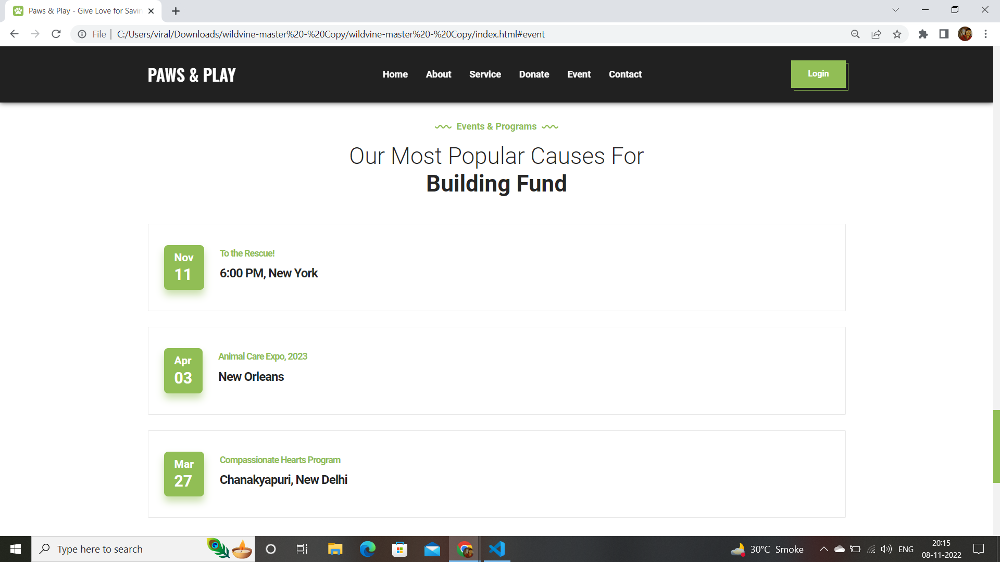 Paws & Play - Give Love for Savin
File | C:/Users/viral/Downloads/wildvine-master%20-%20Copy/wildvine-master%20-%20Copy/index.html#event
PAWS & PLAY Home About Service Donate Event Contact Login
Events & Programs
Our Most Popular Causes For
Building Fund
Nov
11
To the Rescue!
6:00 PM, New York
Apr
03
Animal Care Expo, 2023
New Orleans
Mar
27
Compassionate Hearts Program
Chanakyapuri, New Delhi
Type here to search
30°C Smoke
ENG
20:15
08-11-2022